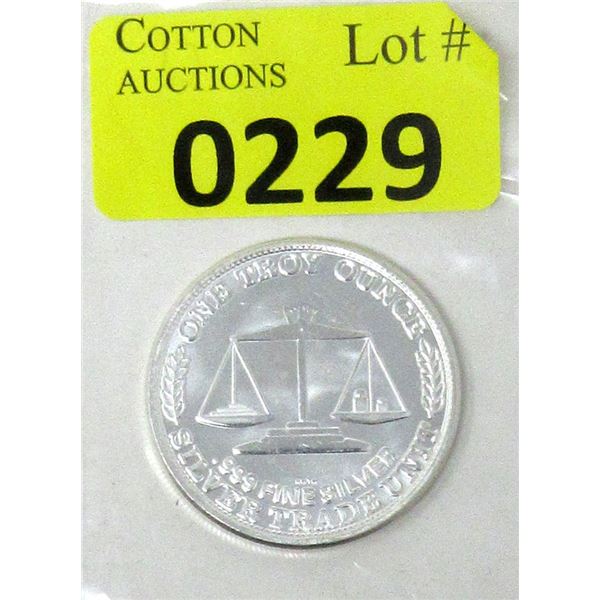 COTTON
AUCTIONS
Lot #
0229
ONE TROY OUNCE
.999 FINE SILVER
SILVER TRADE UNIT